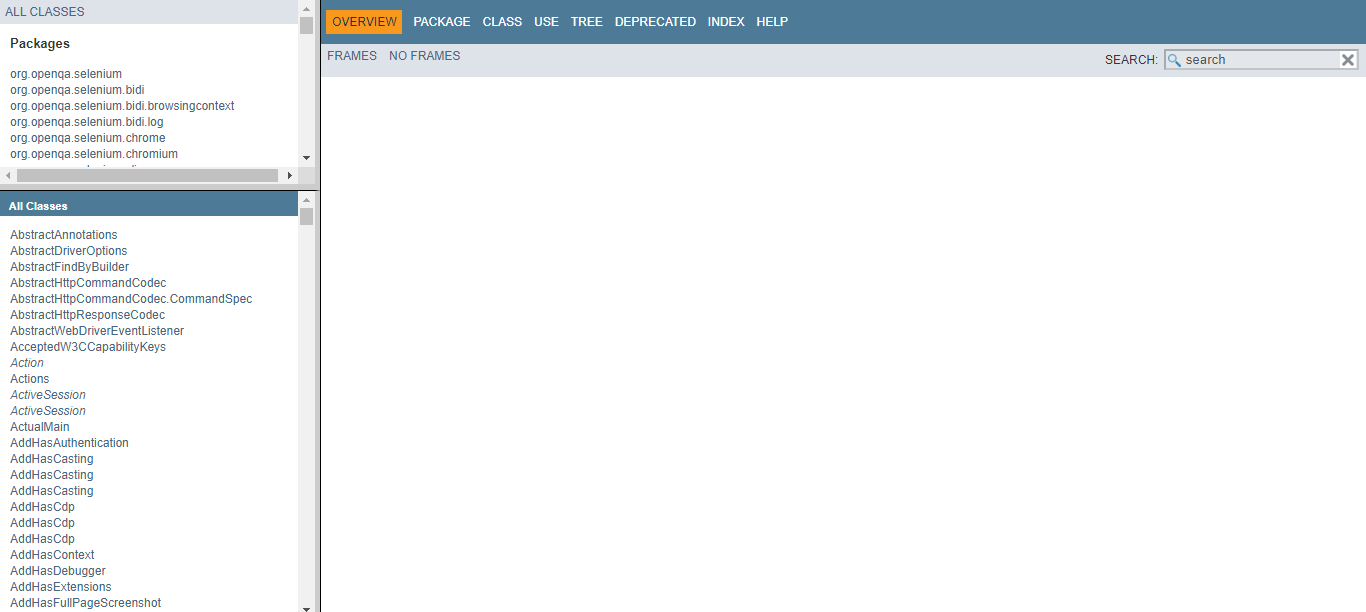 ALL CLASSES
Packages
org.openqa.selenium
org.openqa.selenium.bidi
org.openqa.selenium.bidi.browsingcontext
org.openqa.selenium.bidi.log
org.openqa.selenium.chrome
org.openqa.selenium.chromium
All Classes
AbstractAnnotations
AbstractDriverOptions
AbstractFindByBuilder
AbstractHttpCommandCodec
AbstractHttpCommandCodec.CommandSpec
AbstractHttpResponseCodec
AbstractWebDriverEventListener
AcceptedW3CCapabilityKeys
Action
Actions
ActiveSession
ActiveSession
ActualMain
AddHasAuthentication
AddHasCasting
AddHasCasting
AddHasCasting
AddHasCdp
AddHasCdp
AddHasCdp
AddHasContext
AddHasDebugger
AddHasExtensions
AddHasFullPageScreenshot
OVERVIEW PACKAGE CLASS USE TREE DEPRECATED INDEX HELP
FRAMES NO FRAMES
SEARCH: search